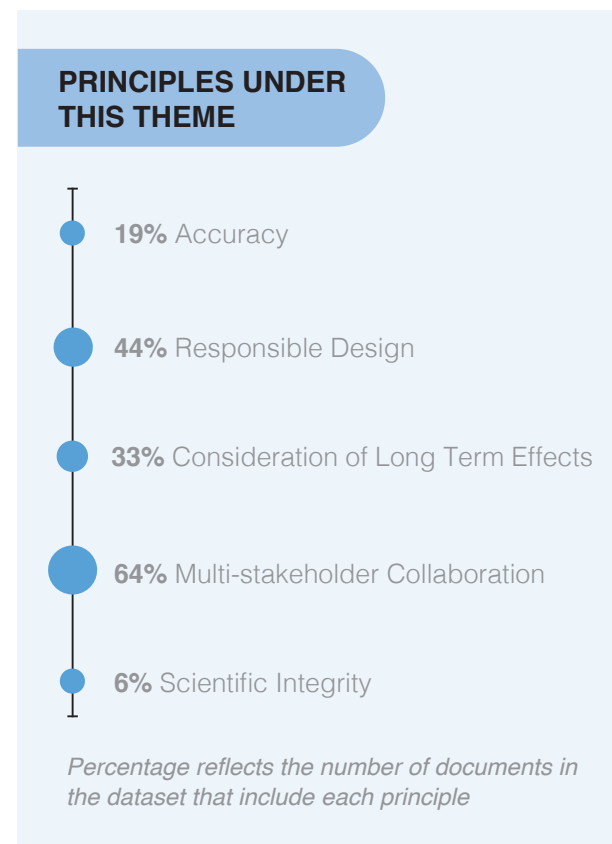 PRINCIPLES UNDER
THIS THEME
19% Accuracy
44% Responsible Design
33% Consideration of Long Term Effects
64% Multi-stakeholder Collaboration
6% Scientific Integrity
Percentage reflects the number of documents in
the dataset that include each principle